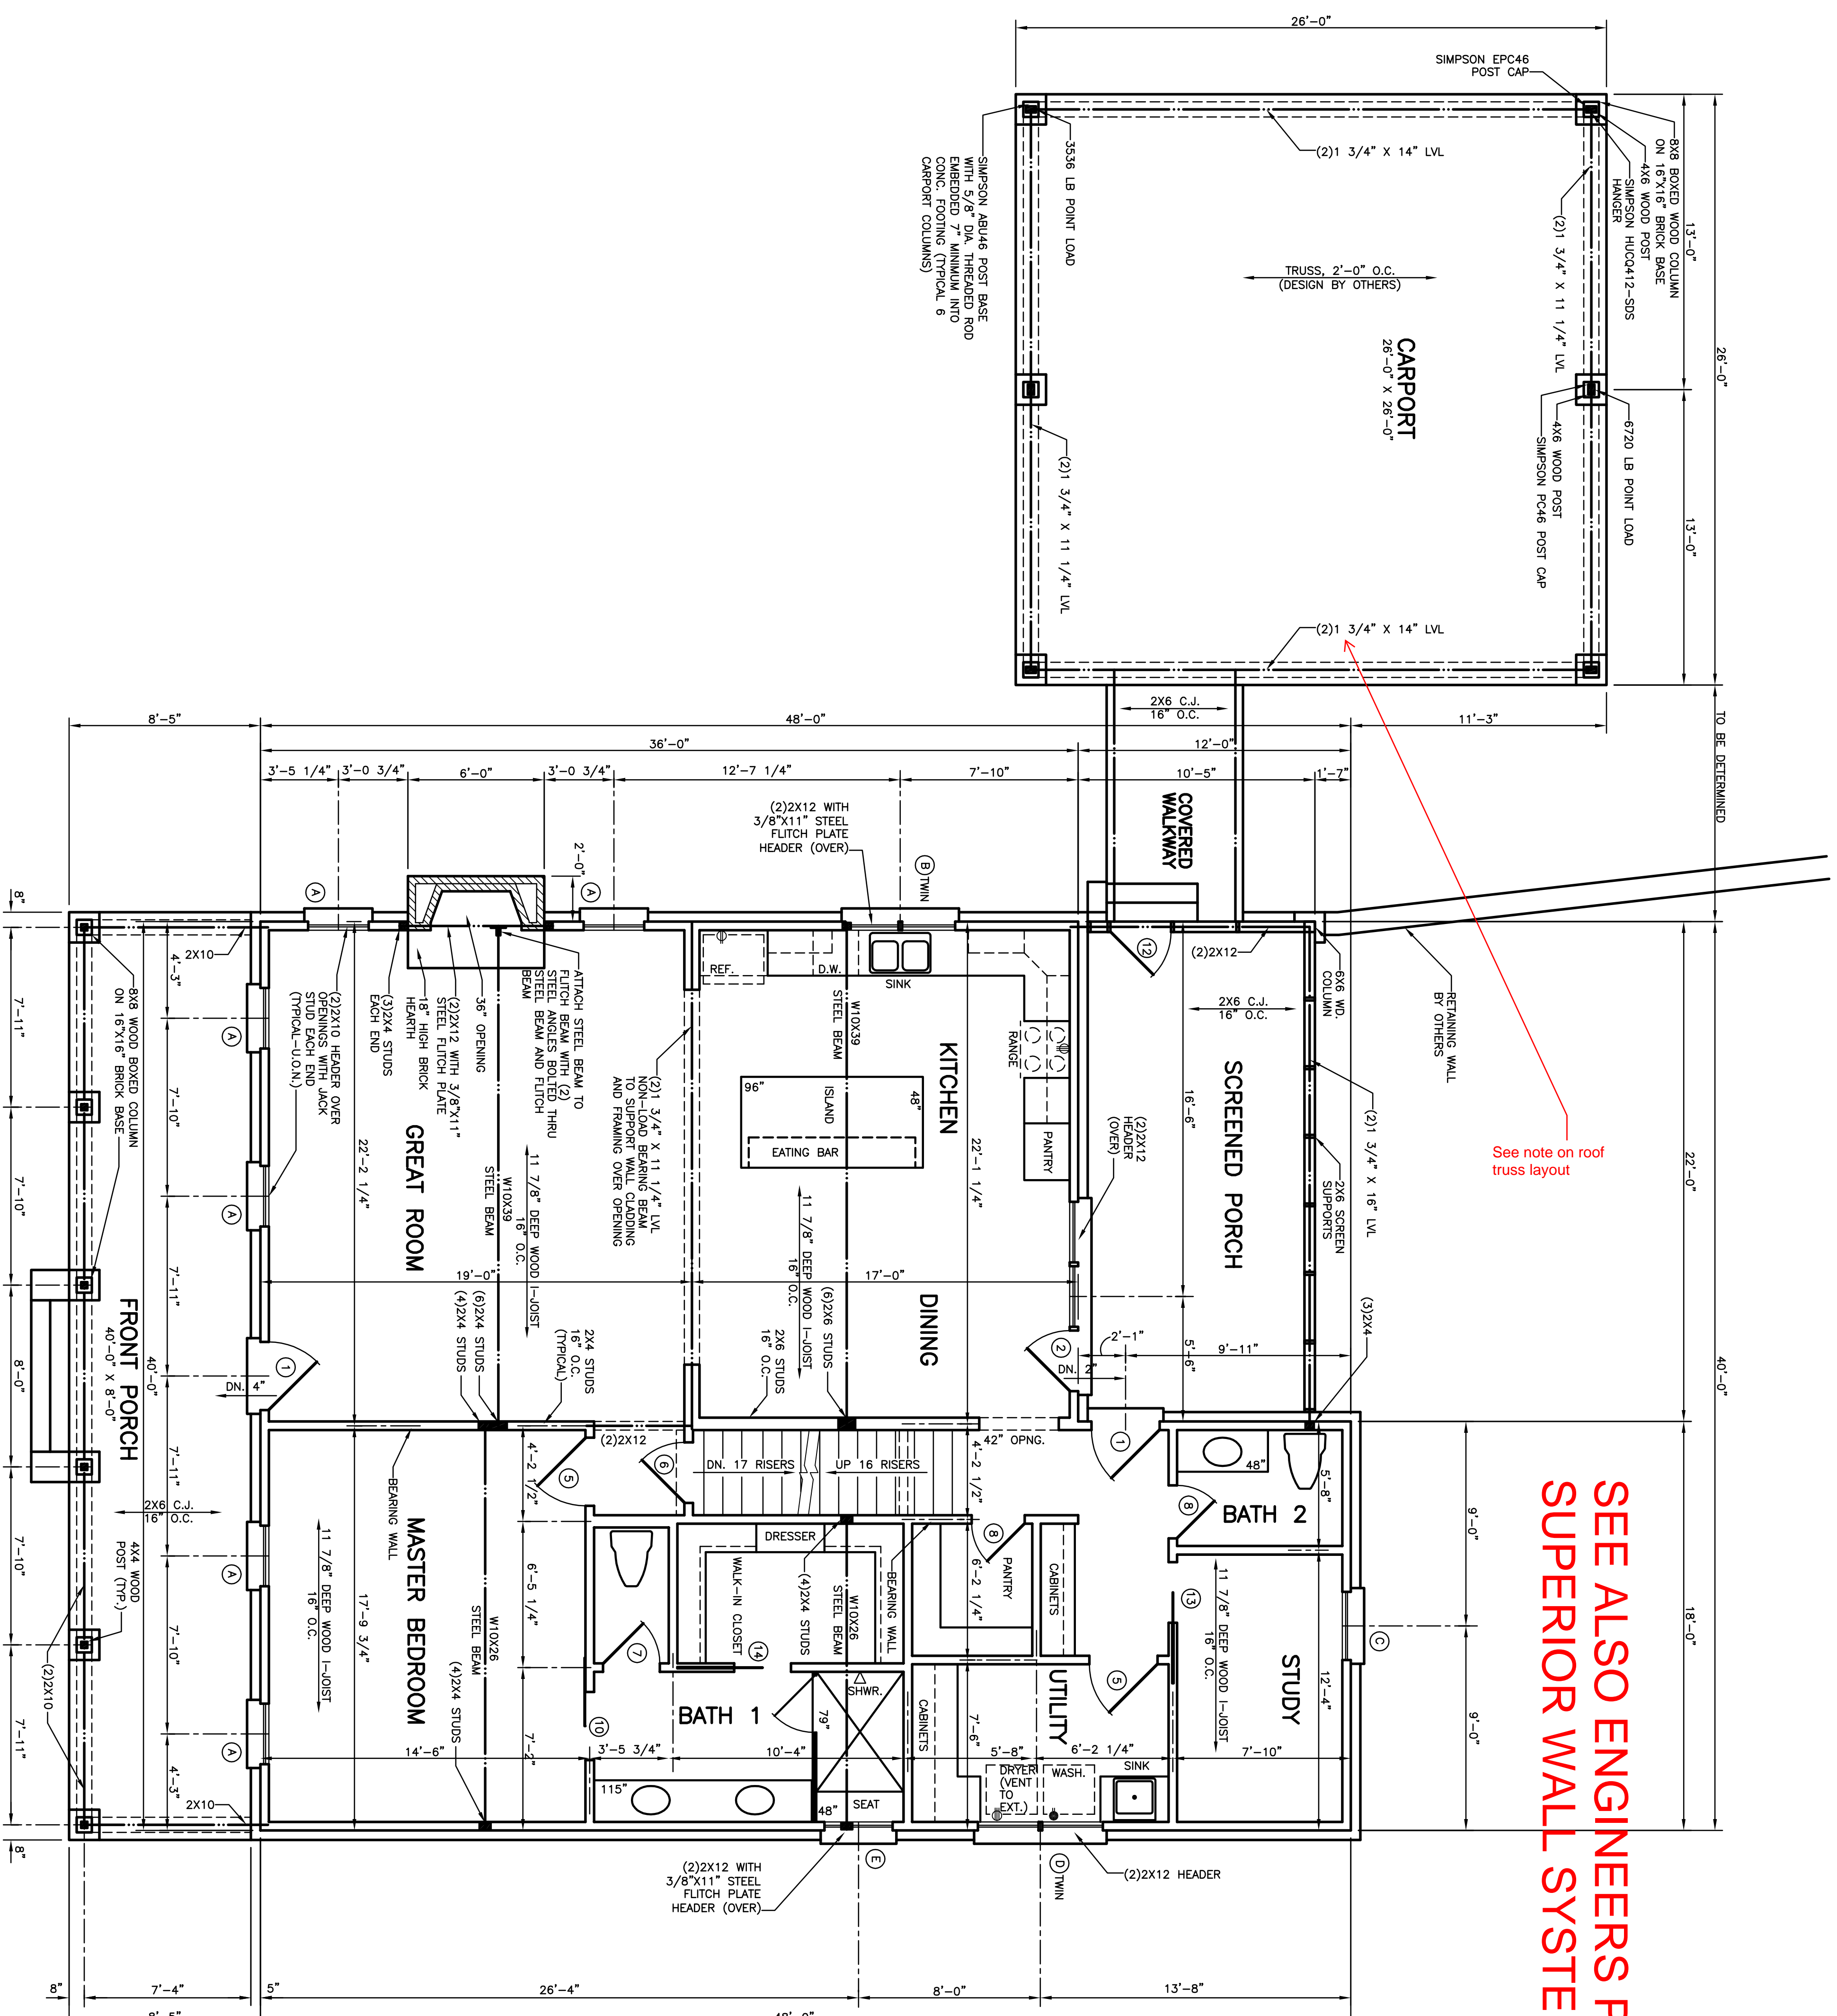 26'-0"
SIMPSON EPC46
POST CAP
8X8 BOXED WOOD COLUMN
ON 16"X16" BRICK BASE
4X6 WOOD POST
SIMPSON HUCQ412-SDS
HANGER
13'-0"
26'-0"
13'-0"
TO BE DETERMINED
3536 LB POINT LOAD
SIMPSON ABU46 POST BASE
WITH 5/8" DIA. THREADED ROD
EMBEDDED 7" MINIMUM INTO
CONC. FOOTING (TYPICAL 6
CARPORT COLUMNS)
(2)1 3/4" X 14" LVL
(2)1 3/4" X 11 1/4" LVL
TRUSS, 2'-0" O.C.
(DESIGN BY OTHERS)
CARPORT
26'-0" X 26'-0"
6720 LB POINT LOAD
4X6 WOOD POST
SIMPSON PC46 POST CAP
(2)1 3/4" X 11 1/4" LVL
(2)1 3/4" X 14" LVL
See note on roof
truss layout
2X6 C.J.
16" O.C.
8'-5"
48'-0"
11'-3"
36'-0"
12'-0"
3'-5 1/4"
3'-0 3/4"
6'-0"
3'-0 3/4"
12'-7 1/4"
7'-10"
10'-5"
1'-7"
COVERED
WALKWAY
(2)2X12 WITH
3/8"X11" STEEL
FLITCH PLATE
HEADER (OVER)
B TWIN
2'-0"
A
A
8"
RETAINING WALL
BY OTHERS
22'-0"
40'-0"
18'-0"
9'-0"
9'-0"
12
(2)2X12
6X6 WD.
COLUMN
2X6 C.J.
16" O.C.
(2)1 3/4" X 16" LVL
2X6 SCREEN
SUPPORTS
SCREENED PORCH
16'-6"
5'-6"
(3)2X4
2'-1"
9'-11"
DN. 2"
(2)2X12
HEADER
(OVER)
REF.
D.W.
SINK
RANGE
PANTRY
W10X39
STEEL BEAM
KITCHEN
96"
ISLAND
48"
EATING BAR
22'-1 1/4"
11 7/8" DEEP WOOD I-JOIST
16" O.C.
17'-0"
DINING
(6)2X6 STUDS
2X6 STUDS
16" O.C.
2
ATTACH STEEL BEAM TO
FLITCH BEAM WITH (2)
STEEL ANGLES BOLTED THRU
STEEL BEAM AND FLITCH
BEAM
36" OPENING
(2)2X12 WITH 3/8"X11"
STEEL FLITCH PLATE
18" HIGH BRICK
HEARTH
(3)2X4 STUDS
EACH END
(2)2X10 HEADER OVER
OPENINGS WITH JACK
STUD EACH END
(TYPICAL-U.O.N.)
(2)1 3/4" X 11 1/4" LVL
NON-LOAD BEARING BEAM
TO SUPPORT WALL CLADDING
AND FRAMING OVER OPENING
GREAT ROOM
22'-2 1/4"
W10X39
STEEL BEAM
11 7/8" DEEP WOOD I-JOIST
16" O.C.
19'-0"
(6)2X4 STUDS
(4)2X4 STUDS
2X4 STUDS
16" O.C.
(TYPICAL)
1
DN. 4"
2X10
8X8 WOOD BOXED COLUMN
ON 16"X16" BRICK BASE
4'-3"
7'-10"
7'-11"
7'-11"
7'-10"
4'-3"
A
A
A
A
7'-11"
7'-10"
8'-0"
7'-10"
7'-11"
8"
FRONT PORCH
40'-0" X 8'-0"
40'-0"
2X6 C.J.
16" O.C.
4X4 WOOD
POST (TYP.)
(2)2X10
2X10
(2)2X12
5
6
DN. 17 RISERS
UP 16 RISERS
42" OPNG.
4'-2 1/2"
4'-2 1/2"
BEARING WALL
MASTER BEDROOM
17'-9 3/4"
11 7/8" DEEP WOOD I-JOIST
16" O.C.
W10X26
STEEL BEAM
(4)2X4 STUDS
14'-6"
6'-5 1/4"
7'-2"
10
7
DRESSER
WALK-IN CLOSET
14
(4)2X4 STUDS
W10X26
STEEL BEAM
BEARING WALL
BATH 1
3'-5 3/4"
10'-4"
115"
SHWR.
79"
48"
SEAT
8
PANTRY
6'-2 1/4"
CABINETS
1
48"
5'-8"
8
BATH 2
13
11 7/8" DEEP WOOD I-JOIST
16" O.C.
STUDY
12'-4"
C
7'-10"
UTILITY
5
CABINETS
7'-6"
5'-8"
6'-2 1/4"
DRYER
(VENT
TO
EXT.)
WASH.
SINK
E
D TWIN
(2)2X12 HEADER
(2)2X12 WITH
3/8"X11" STEEL
FLITCH PLATE
HEADER (OVER)
8"
7'-4"
5"
26'-4"
8'-0"
13'-8"
8'-5"
48'-0"
SEE ALSO ENGINEERS
SUPERIOR WALL SYSTE